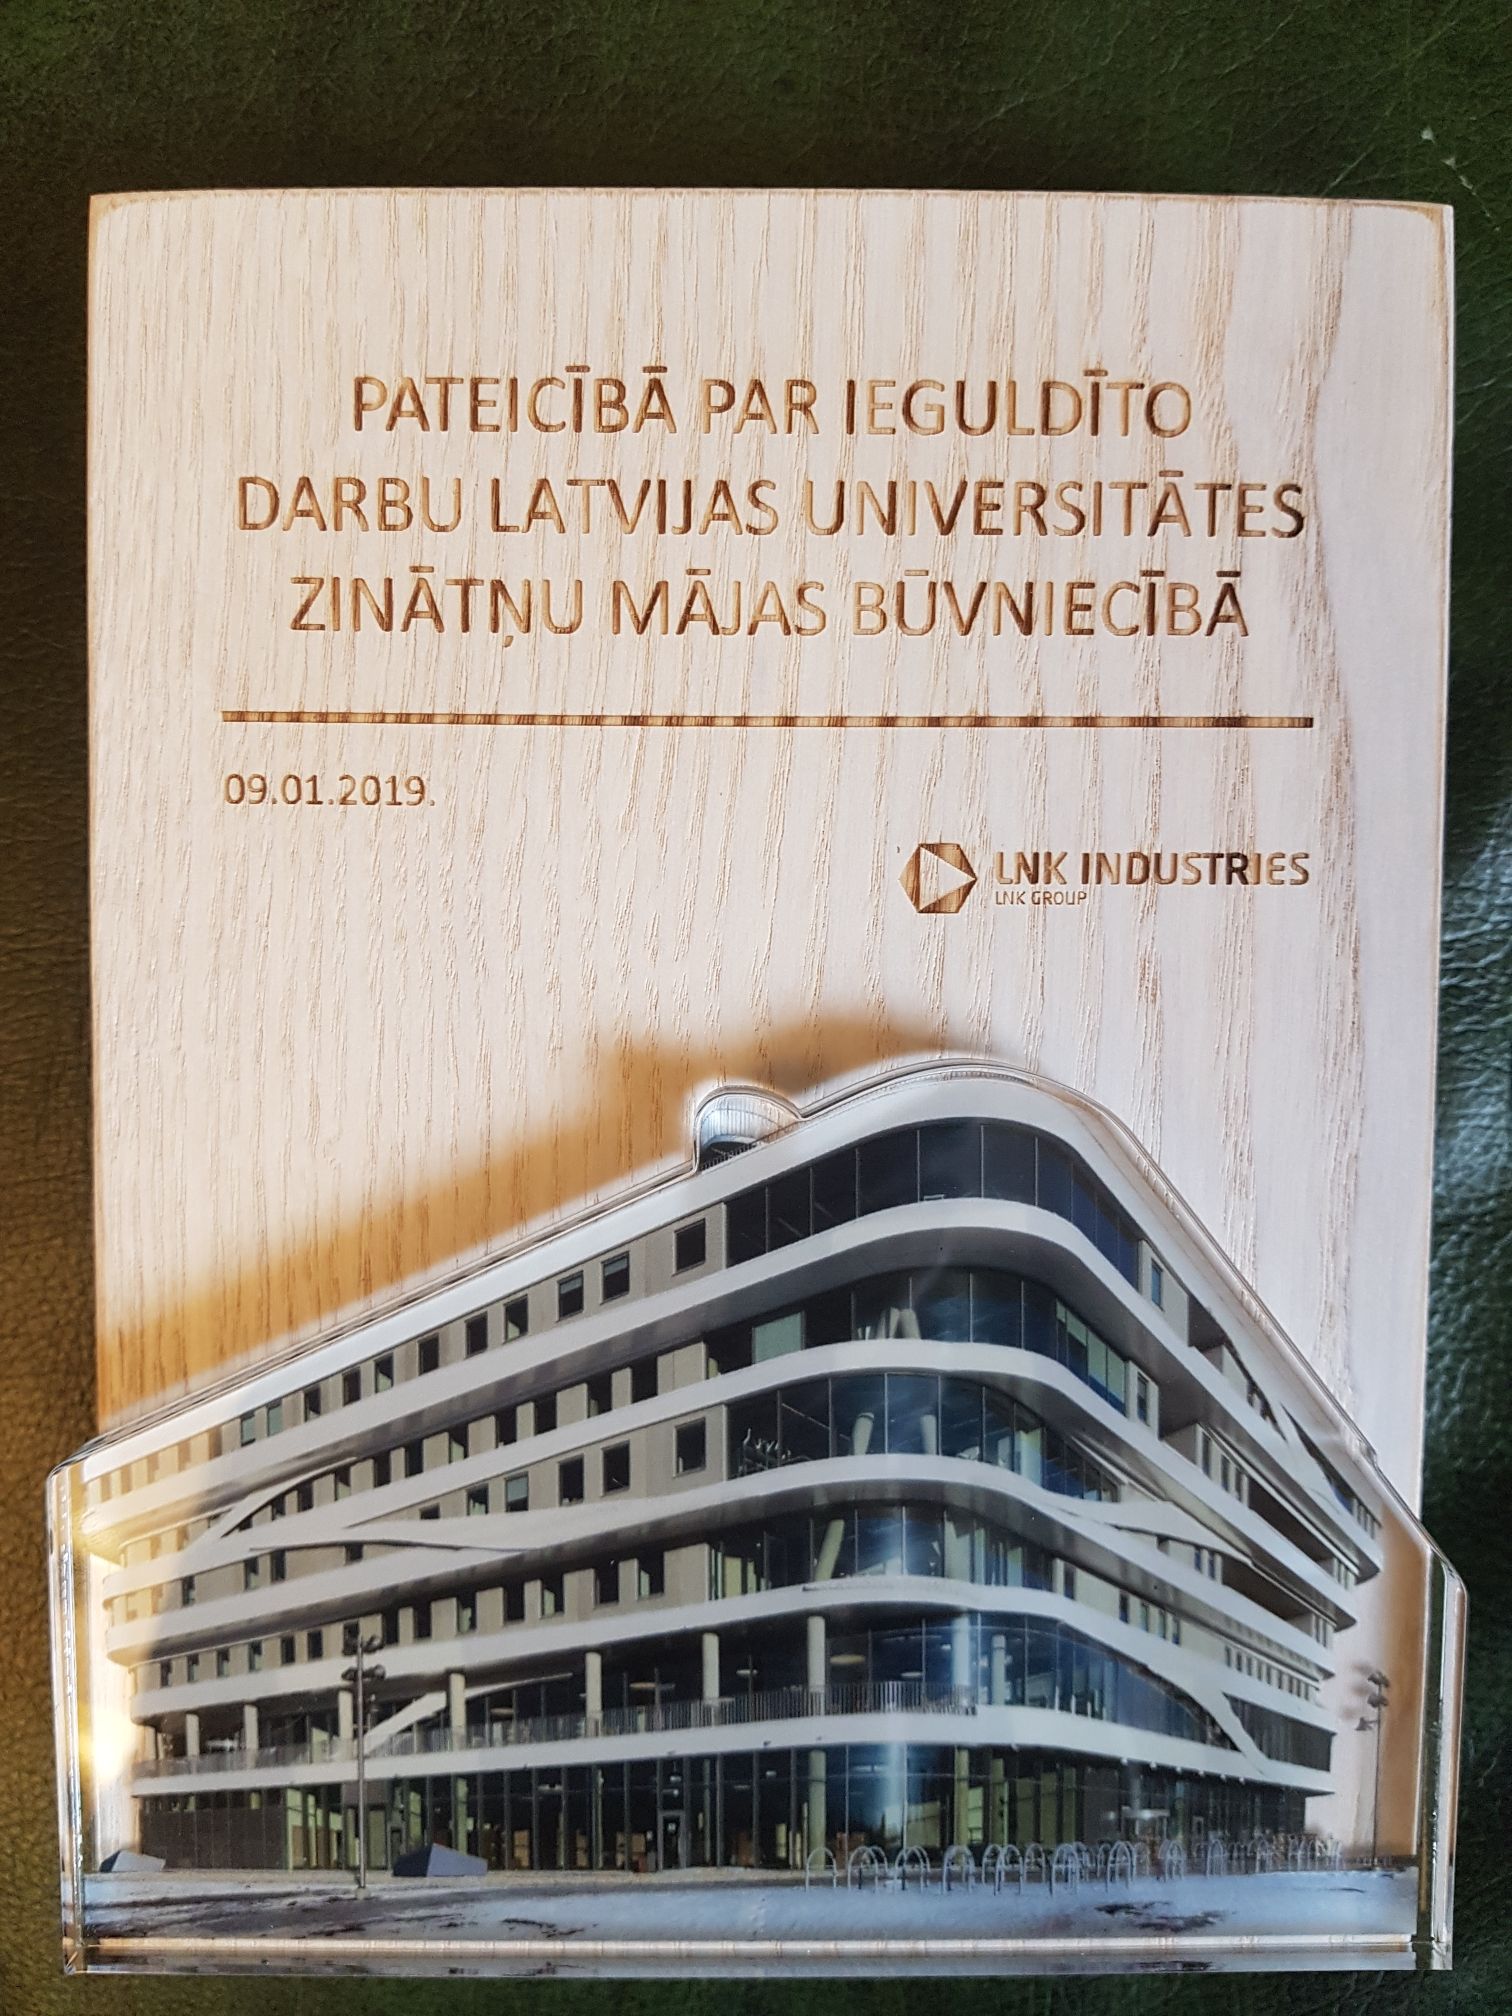 PATEICĪBĀ PAR IEGULDĪTO
DARBU LATVIJAS UNIVERSITĀTES
ZINĀTŅU MĀJAS BŪVNIECĪBĀ
09.01.2019.
LNK INDUSTRIES
LNK GROUP